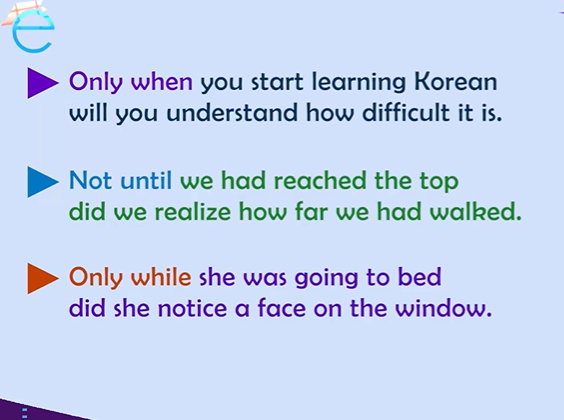 e
Only when you start learning Korean
will you understand how difficult it is.
Not until we had reached the top
did we realize how far we had walked.
Only while she was going to bed
did she notice a face on the window.